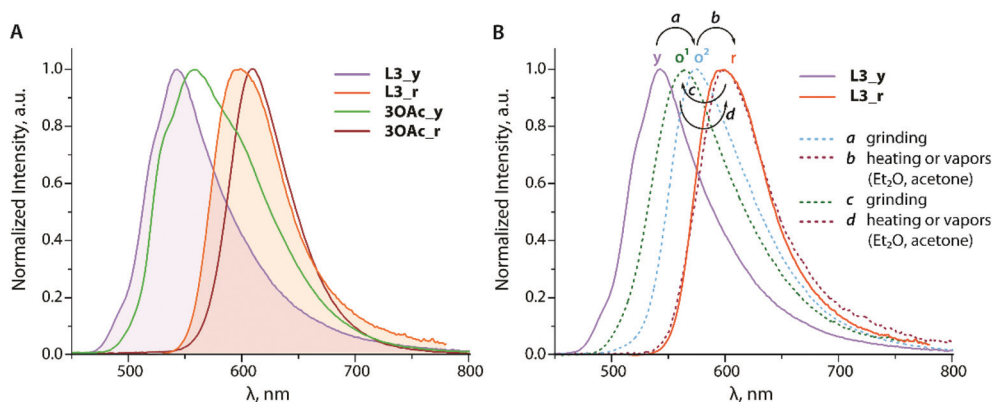 A
Normalized Intensity, a.u.
1.0
0.8
0.6
0.4
0.2
0.0
500
600
700
800
λ, nm
L3_y
L3_r
3OAc_y
3OAc_r
B
Normalized Intensity, a.u.
1.0
0.8
0.6
0.4
0.2
0.0
500
600
700
800
λ, nm
a
b
y
o¹
o²
r
c
d
L3_y
L3_r
a grinding
b heating or vapors
(Et₂O, acetone)
c grinding
d heating or vapors
(Et₂O, acetone)